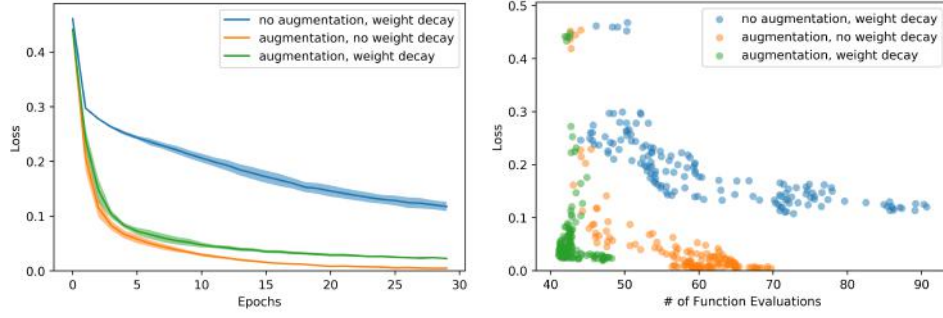 no augmentation, weight decay
augmentation, no weight decay
augmentation, weight decay
Loss
0.4
0.3
0.2
0.1
0.0
0 5 10 15 20 25 30
Epochs
no augmentation, weight decay
augmentation, no weight decay
augmentation, weight decay
Loss
0.5
0.4
0.3
0.2
0.1
0.0
40 50 60 70 80 90
# of Function Evaluations